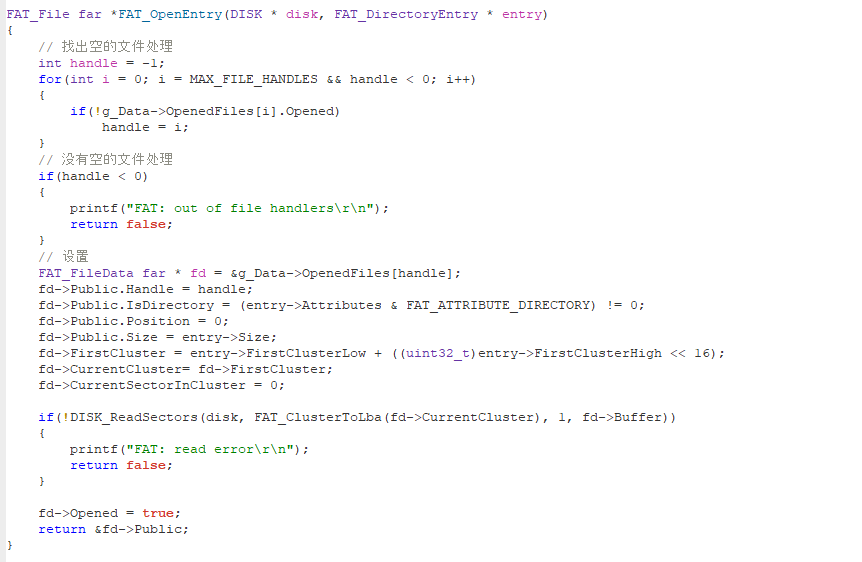 FAT_File far *FAT_OpenEntry(DISK * disk, FAT_DirectoryEntry * entry)
{
    // 找出空的文件处理
    int handle = -1;
    for(int i = 0; i = MAX_FILE_HANDLES && handle < 0; i++)
    {
        if(!g_Data->OpenedFiles[i].Opened)
            handle = i;
    }
    // 没有空的文件处理
    if(handle < 0)
    {
        printf("FAT: out of file handlers\r\n");
        return false;
    }
    // 设置
    FAT_FileData far * fd = &g_Data->OpenedFiles[handle];
    fd->Public.Handle = handle;
    fd->Public.IsDirectory = (entry->Attributes & FAT_ATTRIBUTE_DIRECTORY) != 0;
    fd->Public.Position = 0;
    fd->Public.Size = entry->Size;
    fd->FirstCluster = entry->FirstClusterLow + ((uint32_t)entry->FirstClusterHigh << 16);
    fd->CurrentCluster= fd->FirstCluster;
    fd->CurrentSectorInCluster = 0;

    if(!DISK_ReadSectors(disk, FAT_ClusterToLba(fd->CurrentCluster), 1, fd->Buffer))
    {
        printf("FAT: read error\r\n");
        return false;
    }

    fd->Opened = true;
    return &fd->Public;
}